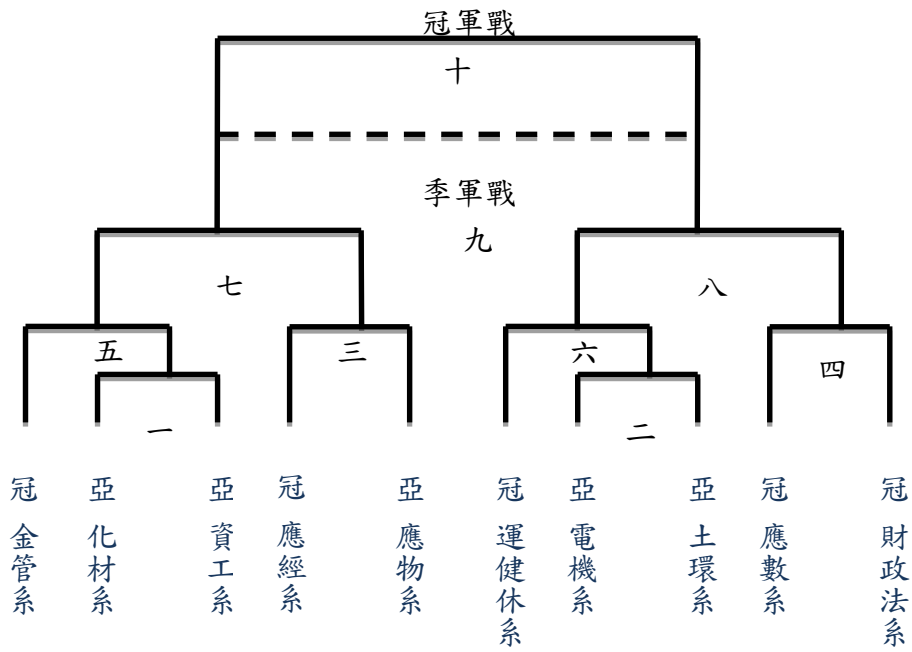 冠軍戰
十
季軍戰
九
七
八
五
三
六
四
一
二
冠 金管系
亞 化材系
亞 資工系
冠 應經系
亞 應物系
冠 運健休系
亞 電機系
亞 土環系
冠 應數系
冠 財政法系